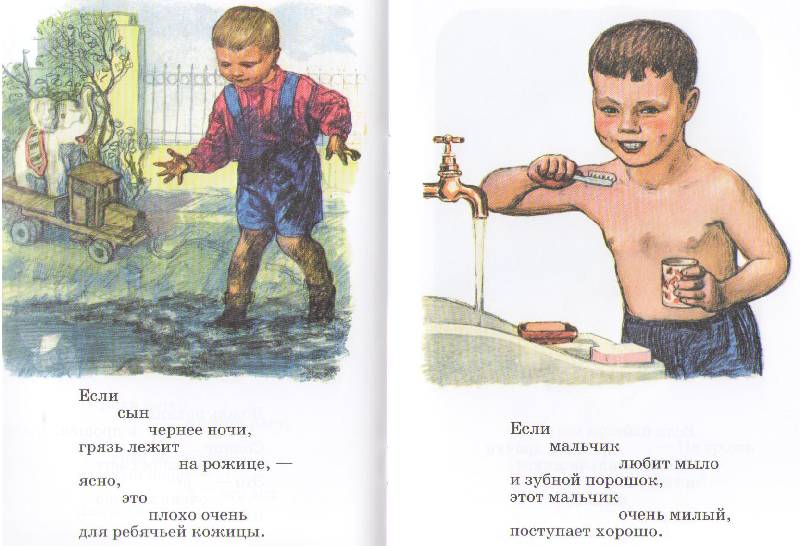 Если
сын
чернее ночи,
грязь лежит
на рожице, —
ясно,
это
плохо очень
для ребячьей кожицы.
Если
мальчик
любит мыло
и зубной порошок,
этот мальчик
очень милый,
поступает хорошо.